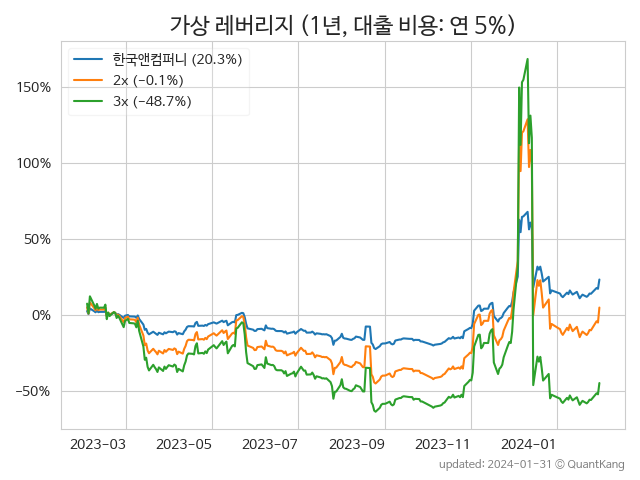 가상 레버리지 (1년, 대출 비용: 연 5%)
한국앤컴퍼니 (20.3%)
2x (−0.1%)
3x (−48.7%)
150%
100%
50%
0%
−50%
2023−03 2023−05 2023−07 2023−09 2023−11 2024−01
updated: 2024-01-31 © QuantKang